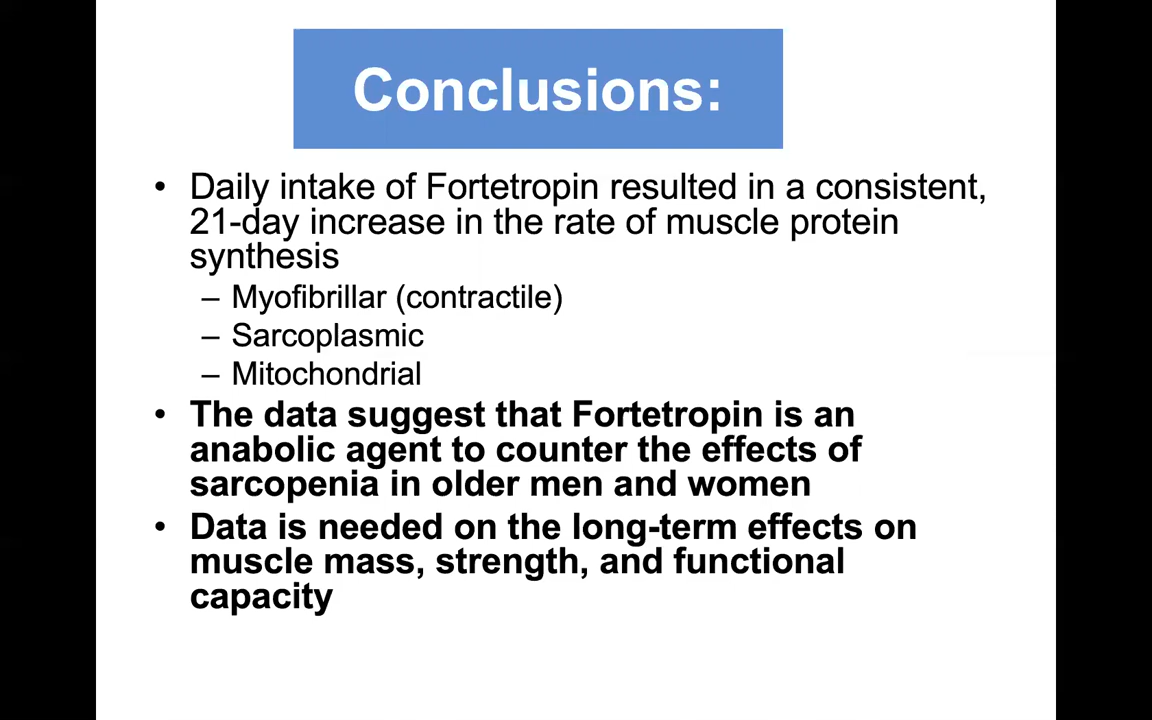 Conclusions:
• Daily intake of Fortetropin resulted in a consistent,
21-day increase in the rate of muscle protein
synthesis
– Myofibrillar (contractile)
– Sarcoplasmic
– Mitochondrial
• The data suggest that Fortetropin is an
anabolic agent to counter the effects of
sarcopenia in older men and women
• Data is needed on the long-term effects on
muscle mass, strength, and functional
capacity